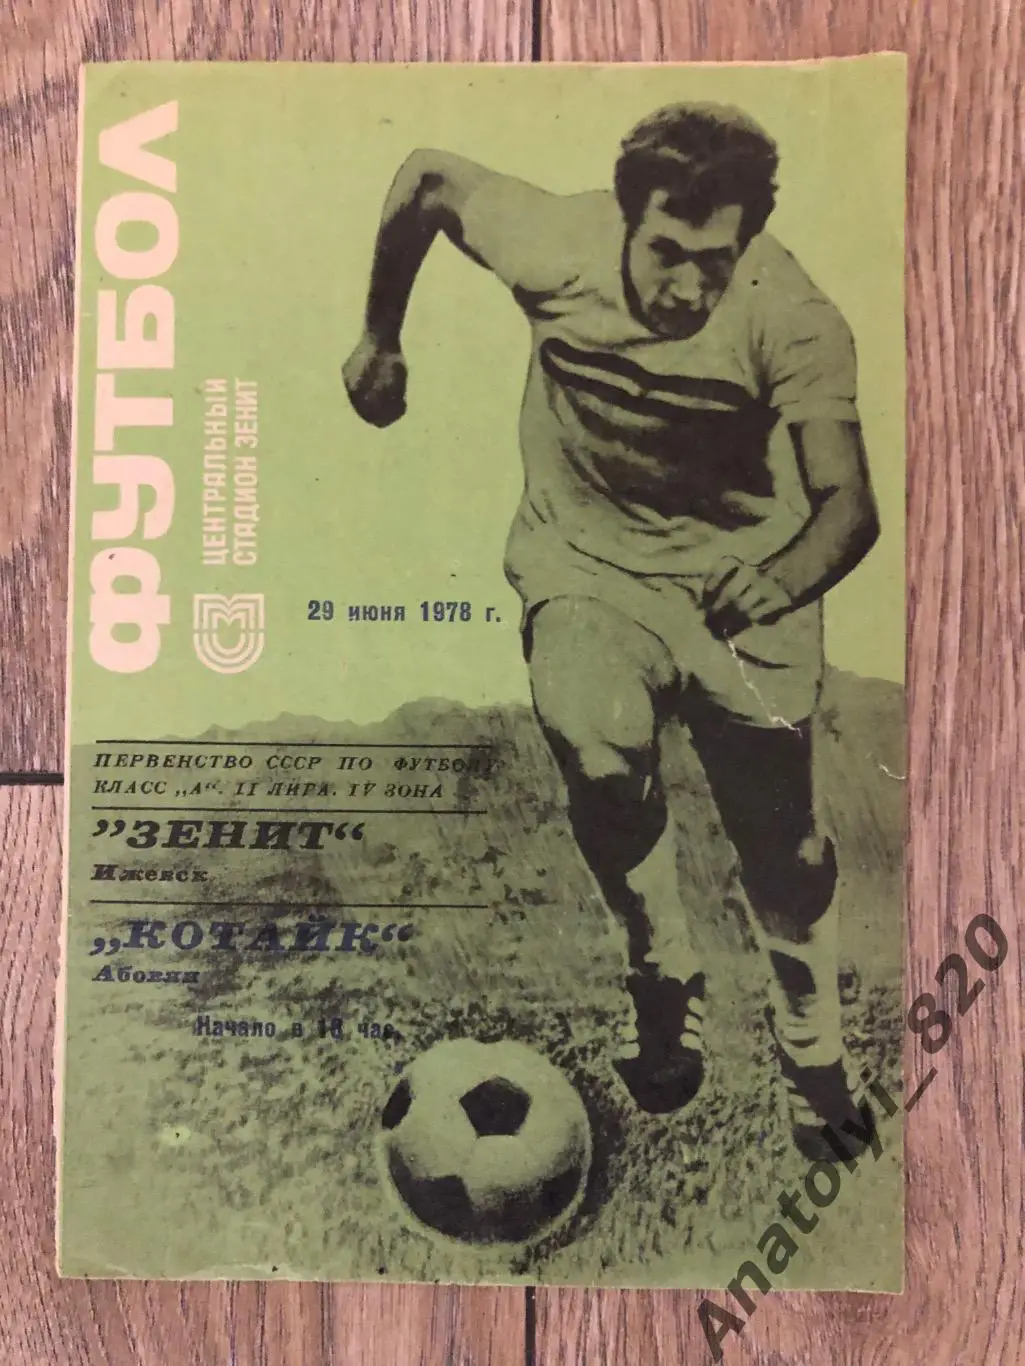 ФУТБОЛ
ЦЕНТРАЛЬНЫЙ
СТАДИОН ЗЕНИТ
29 июня 1978 г.
ПЕРВЕНСТВО СССР ПО ФУТБОЛУ
КЛАСС „А“. II ЛИГА. IV ЗОНА
”ЗЕНИТ“
Ижевск
„КОТАЙК“
Абовян
Начало в 18 час.
Anatolyi_820